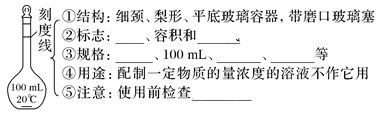 刻度线
100 mL
20℃
①结构：细颈、梨形、平底玻璃容器，带磨口玻璃塞
②标志：____、容积和______、
③规格：____、100 mL、____、____等
④用途：配制一定物质的量浓度的溶液不作它用
⑤注意：使用前检查________